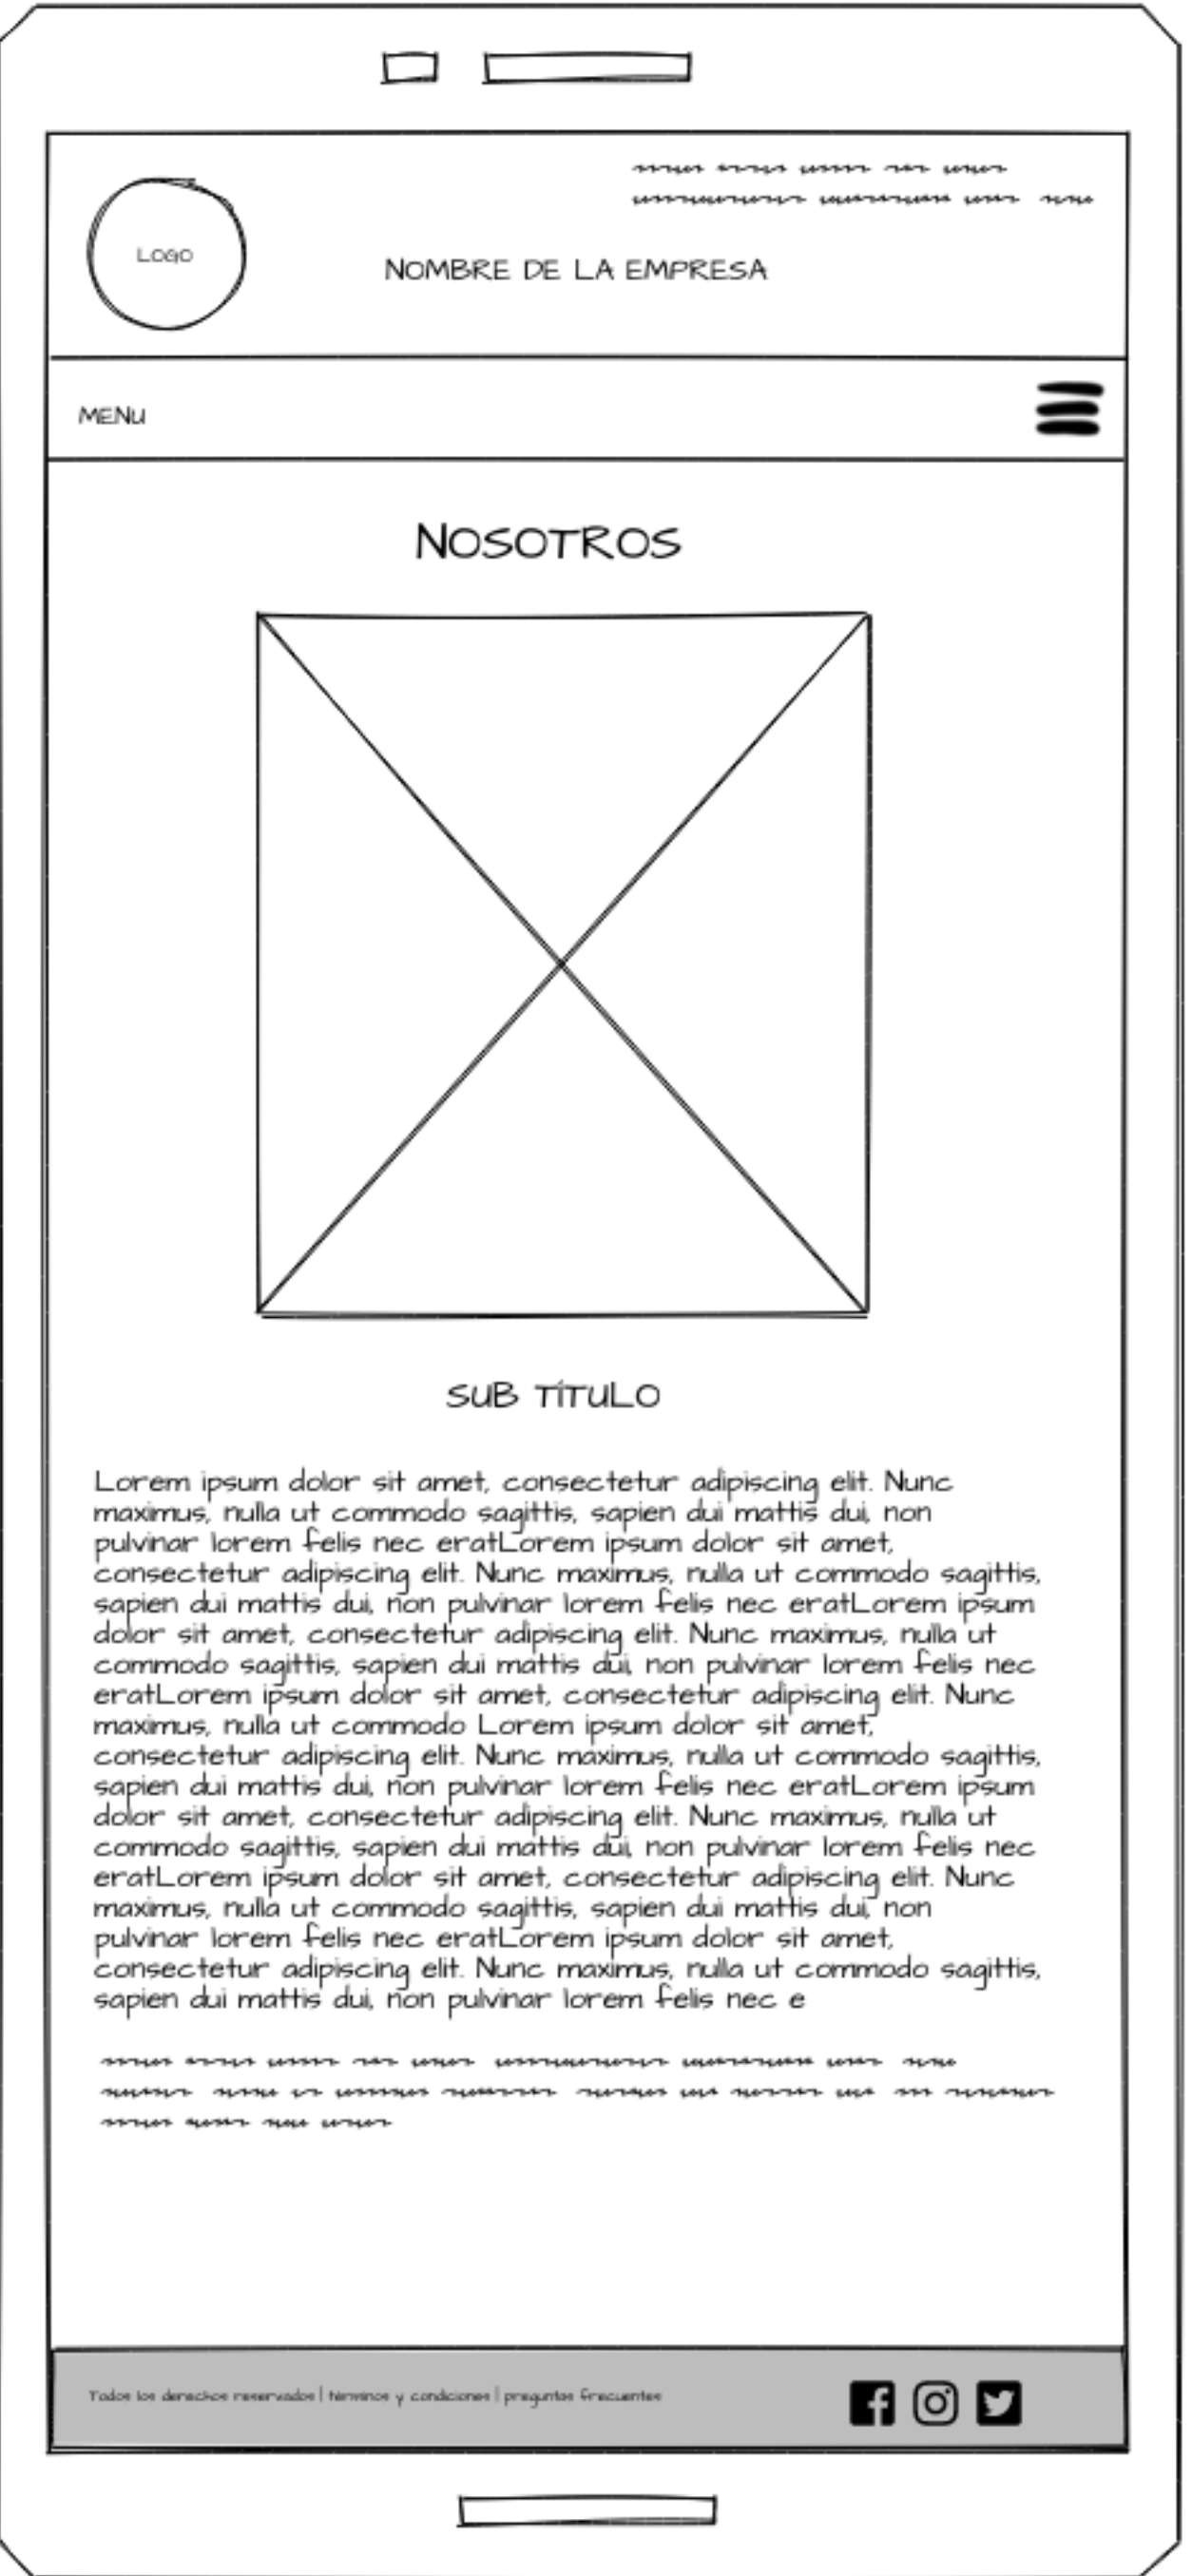 LOGO
NOMBRE DE LA EMPRESA
MENU
NOSOTROS
SUB TÍTULO
Lorem ipsum dolor sit amet, consectetur adipiscing elit. Nunc
maximus, nulla ut commodo sagittis, sapien dui mattis dui, non
pulvinar lorem felis nec eratLorem ipsum dolor sit amet,
consectetur adipiscing elit. Nunc maximus, nulla ut commodo sagittis,
sapien dui mattis dui, non pulvinar lorem felis nec eratLorem ipsum
dolor sit amet, consectetur adipiscing elit. Nunc maximus, nulla ut
commodo sagittis, sapien dui mattis dui, non pulvinar lorem felis nec
eratLorem ipsum dolor sit amet, consectetur adipiscing elit. Nunc
maximus, nulla ut commodo Lorem ipsum dolor sit amet,
consectetur adipiscing elit. Nunc maximus, nulla ut commodo sagittis,
sapien dui mattis dui, non pulvinar lorem felis nec eratLorem ipsum
dolor sit amet, consectetur adipiscing elit. Nunc maximus, nulla ut
commodo sagittis, sapien dui mattis dui, non pulvinar lorem felis nec
eratLorem ipsum dolor sit amet, consectetur adipiscing elit. Nunc
maximus, nulla ut commodo sagittis, sapien dui mattis dui, non
pulvinar lorem felis nec eratLorem ipsum dolor sit amet,
consectetur adipiscing elit. Nunc maximus, nulla ut commodo sagittis,
sapien dui mattis dui, non pulvinar lorem felis nec e
Todos los derechos reservados | términos y condiciones | preguntas frecuentes